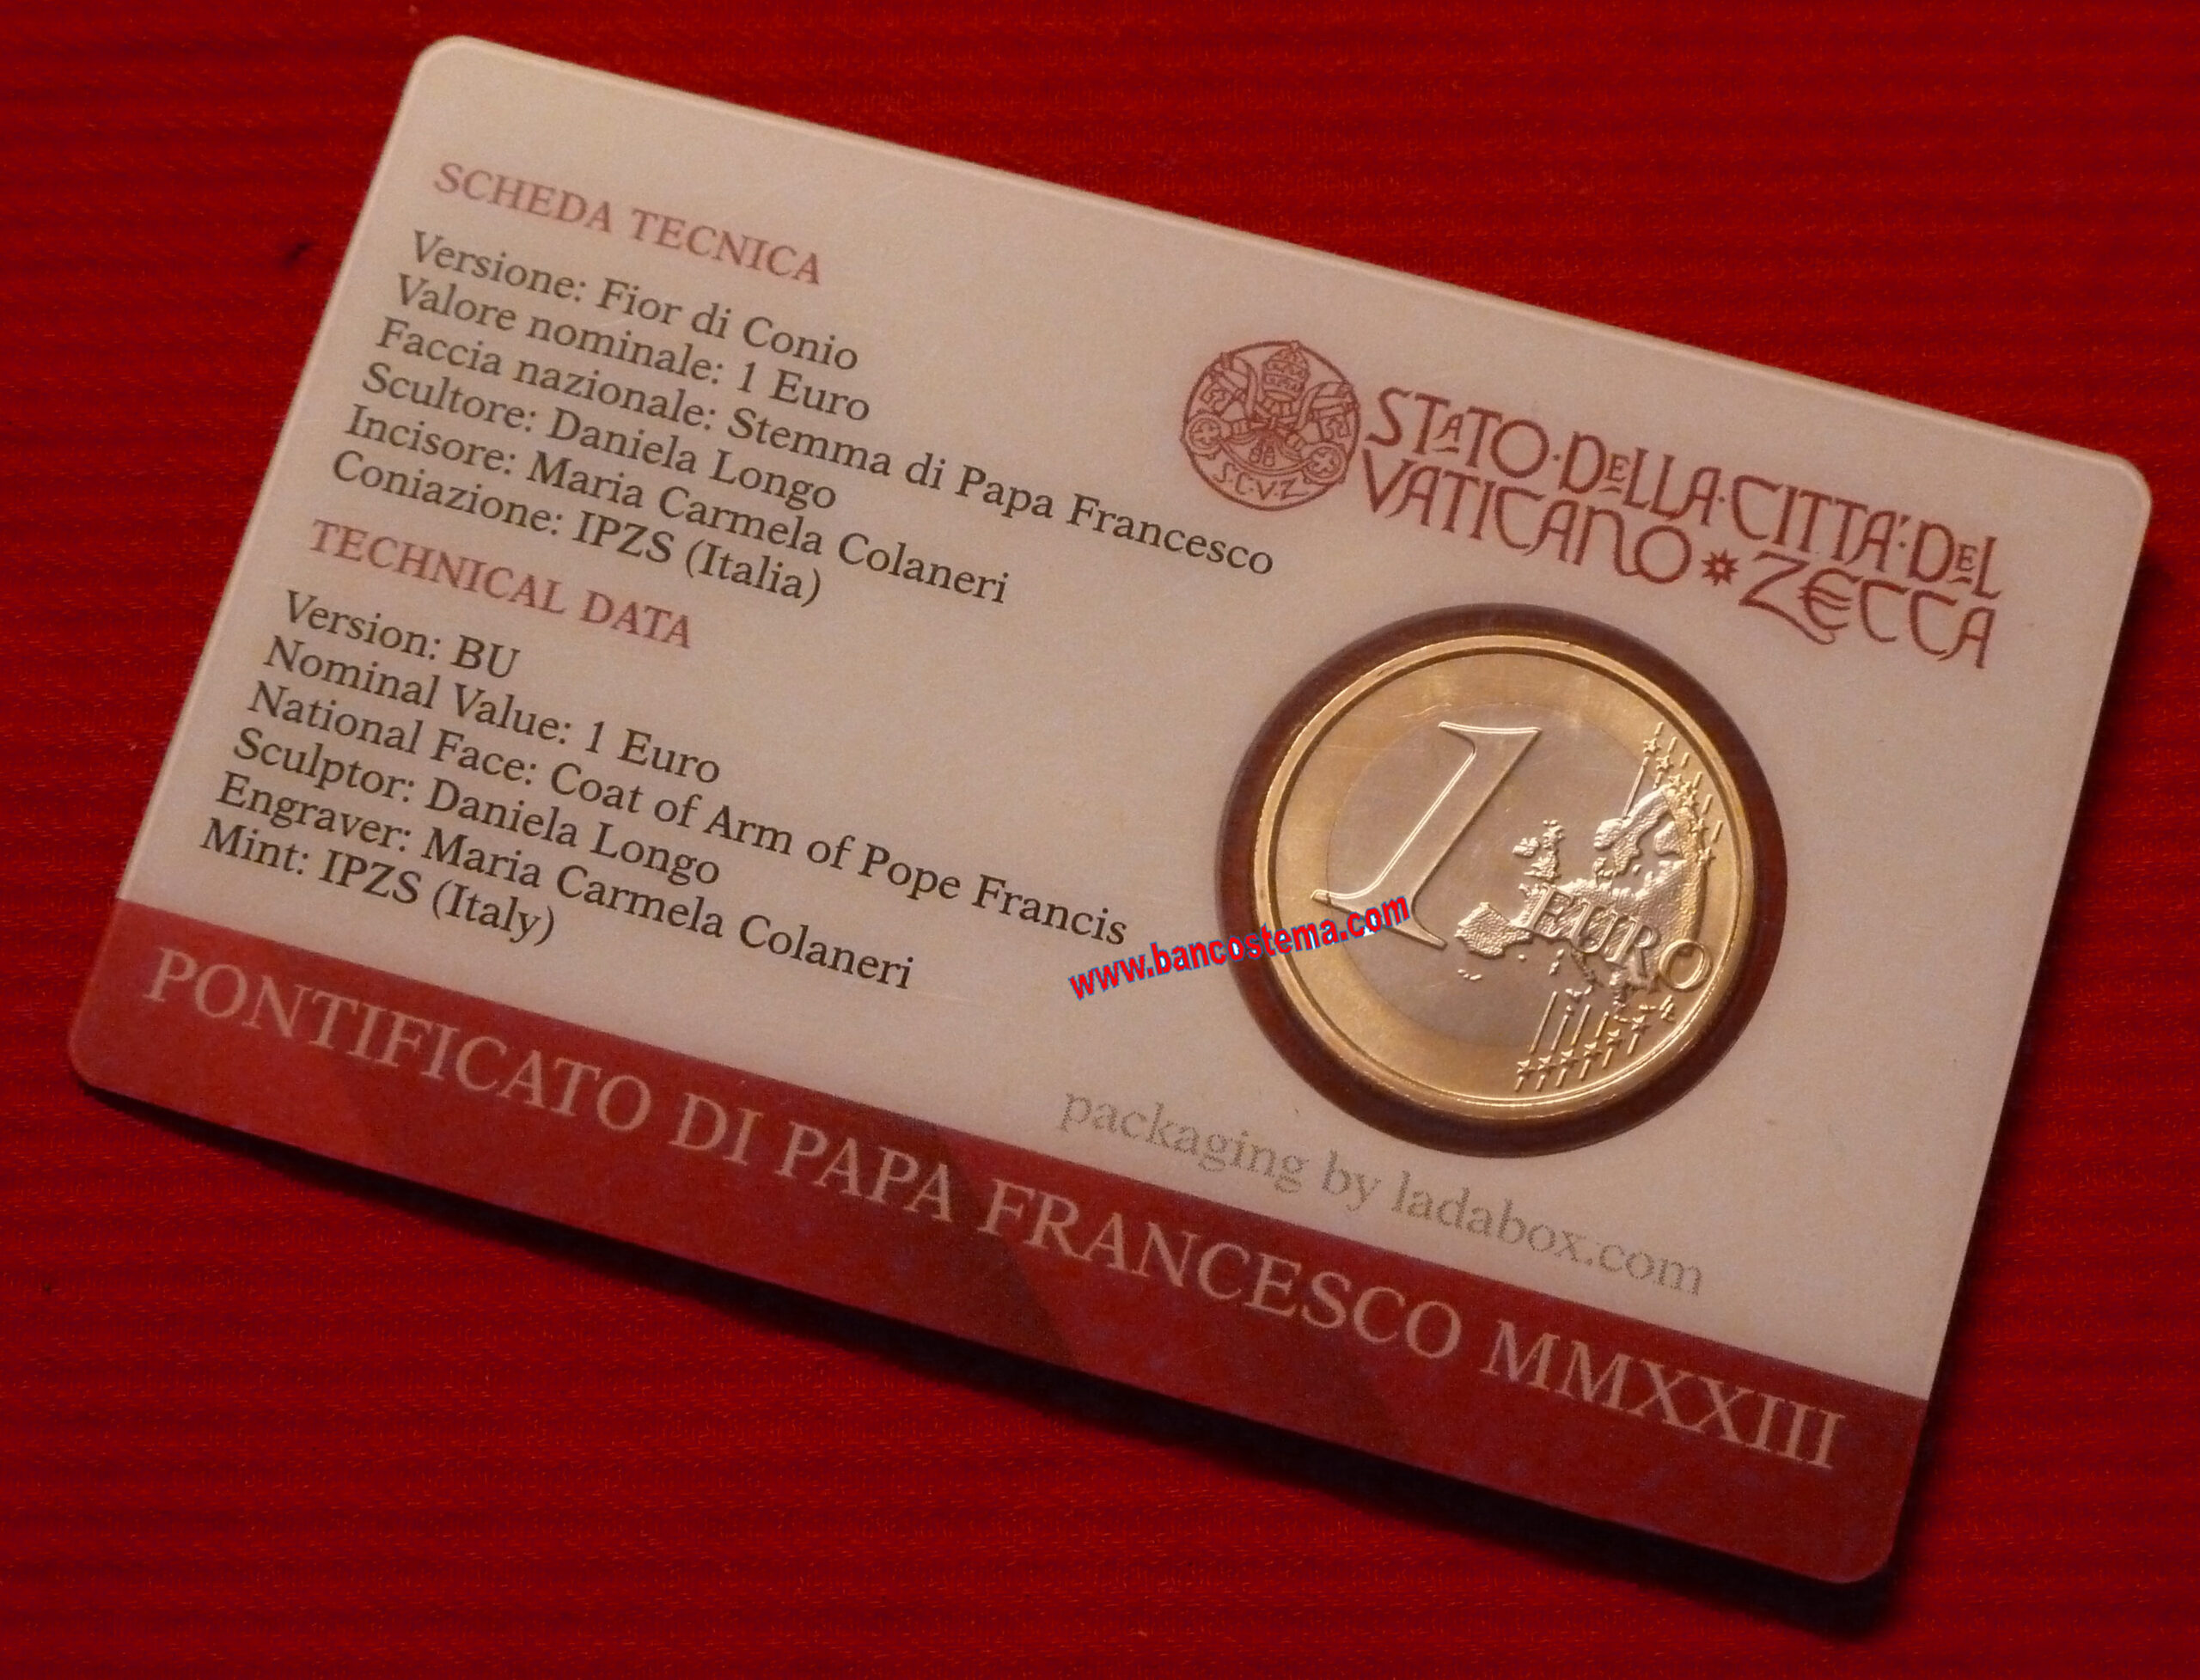 SCHEDA TECNICA
Versione: Fior di Conio
Valore nominale: 1 Euro
Faccia nazionale: Stemma di Papa Francesco
Scultore: Daniela Longo
Incisore: Maria Carmela Colaneri
Coniazione: IPZS (Italia)
TECHNICAL DATA
Version: BU
Nominal Value: 1 Euro
National Face: Coat of Arm of Pope Francis
Sculptor: Daniela Longo
Engraver: Maria Carmela Colaneri
Mint: IPZS (Italy)
S.C.V.Z.
STATO·DELLA·CITTA'·DEL
VATICANO * ZECCA
1
EURO
www.bancostema.com
packaging by ladabox.com
PONTIFICATO DI PAPA FRANCESCO MMXXIII